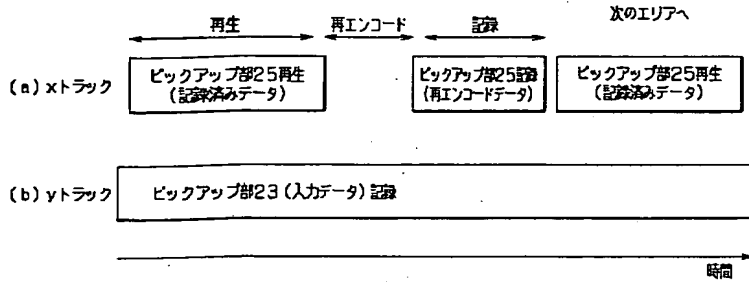 再生
再エンコード
記録
次のエリアへ
(a) xトラック
ピックアップ部25再生
(記録済みデータ)
ピックアップ部25記録
(再エンコードデータ)
ピックアップ部25再生
(記録済みデータ)
(b) yトラック
ピックアップ部23 (入力データ) 記録
時間